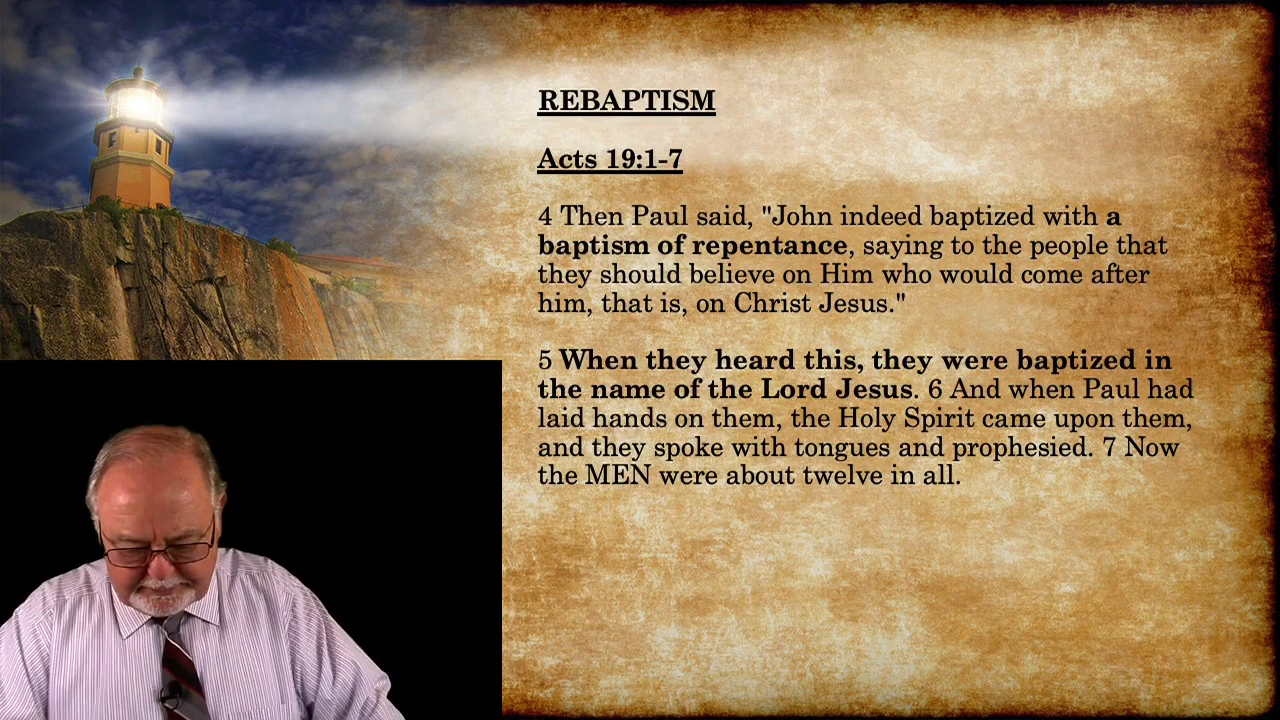 REBAPTISM
Acts 19:1-7
4 Then Paul said, "John indeed baptized with a
baptism of repentance, saying to the people that
they should believe on Him who would come after
him, that is, on Christ Jesus."
5 When they heard this, they were baptized in
the name of the Lord Jesus. 6 And when Paul had
laid hands on them, the Holy Spirit came upon them,
and they spoke with tongues and prophesied. 7 Now
the MEN were about twelve in all.